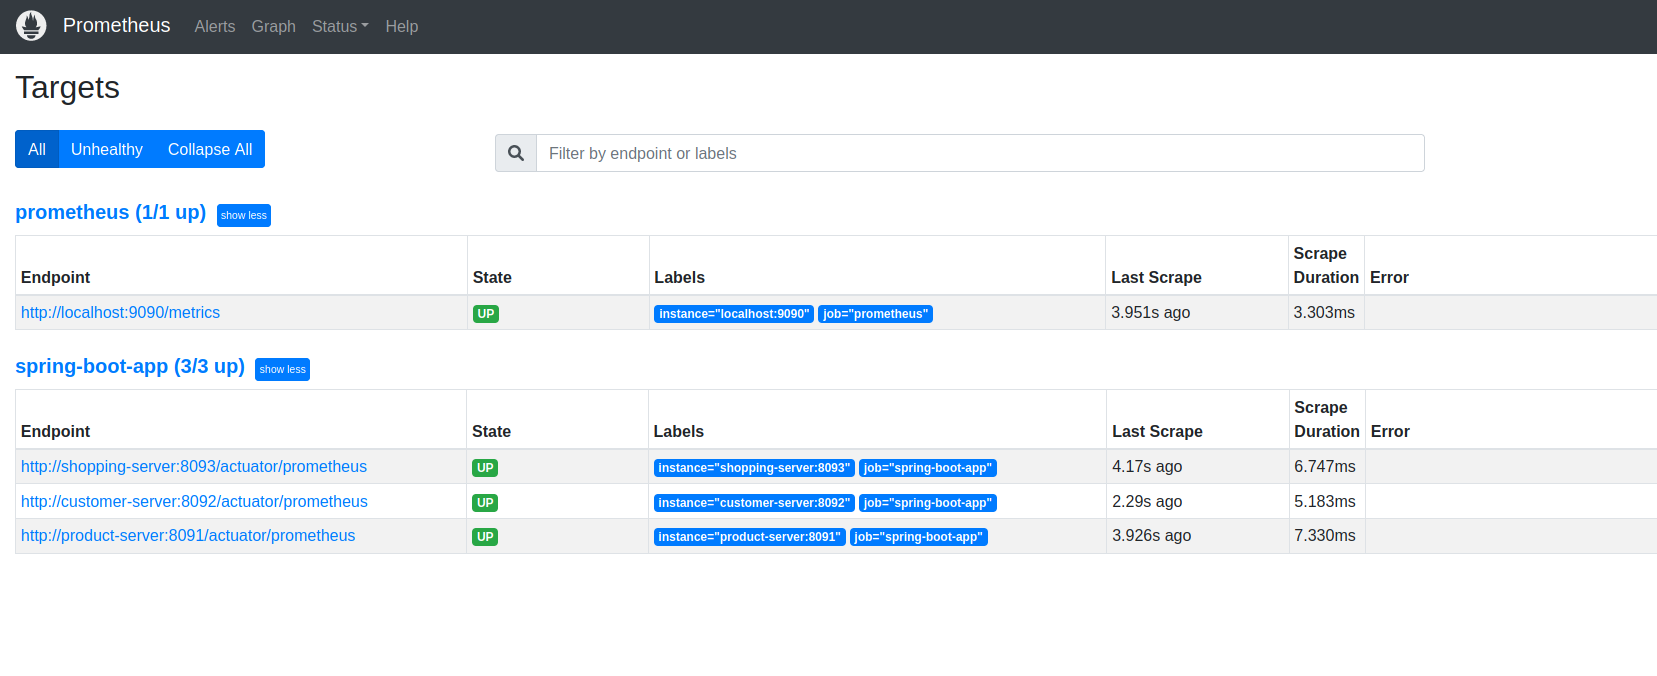 Prometheus Alerts Graph Status Help
Targets
All Unhealthy Collapse All Filter by endpoint or labels
prometheus (1/1 up) show less
Endpoint State Labels Last Scrape Scrape Duration Error
http://localhost:9090/metrics UP instance="localhost:9090" job="prometheus" 3.951s ago 3.303ms
spring-boot-app (3/3 up) show less
Endpoint State Labels Last Scrape Scrape Duration Error
http://shopping-server:8093/actuator/prometheus UP instance="shopping-server:8093" job="spring-boot-app" 4.17s ago 6.747ms
http://customer-server:8092/actuator/prometheus UP instance="customer-server:8092" job="spring-boot-app" 2.29s ago 5.183ms
http://product-server:8091/actuator/prometheus UP instance="product-server:8091" job="spring-boot-app" 3.926s ago 7.330ms